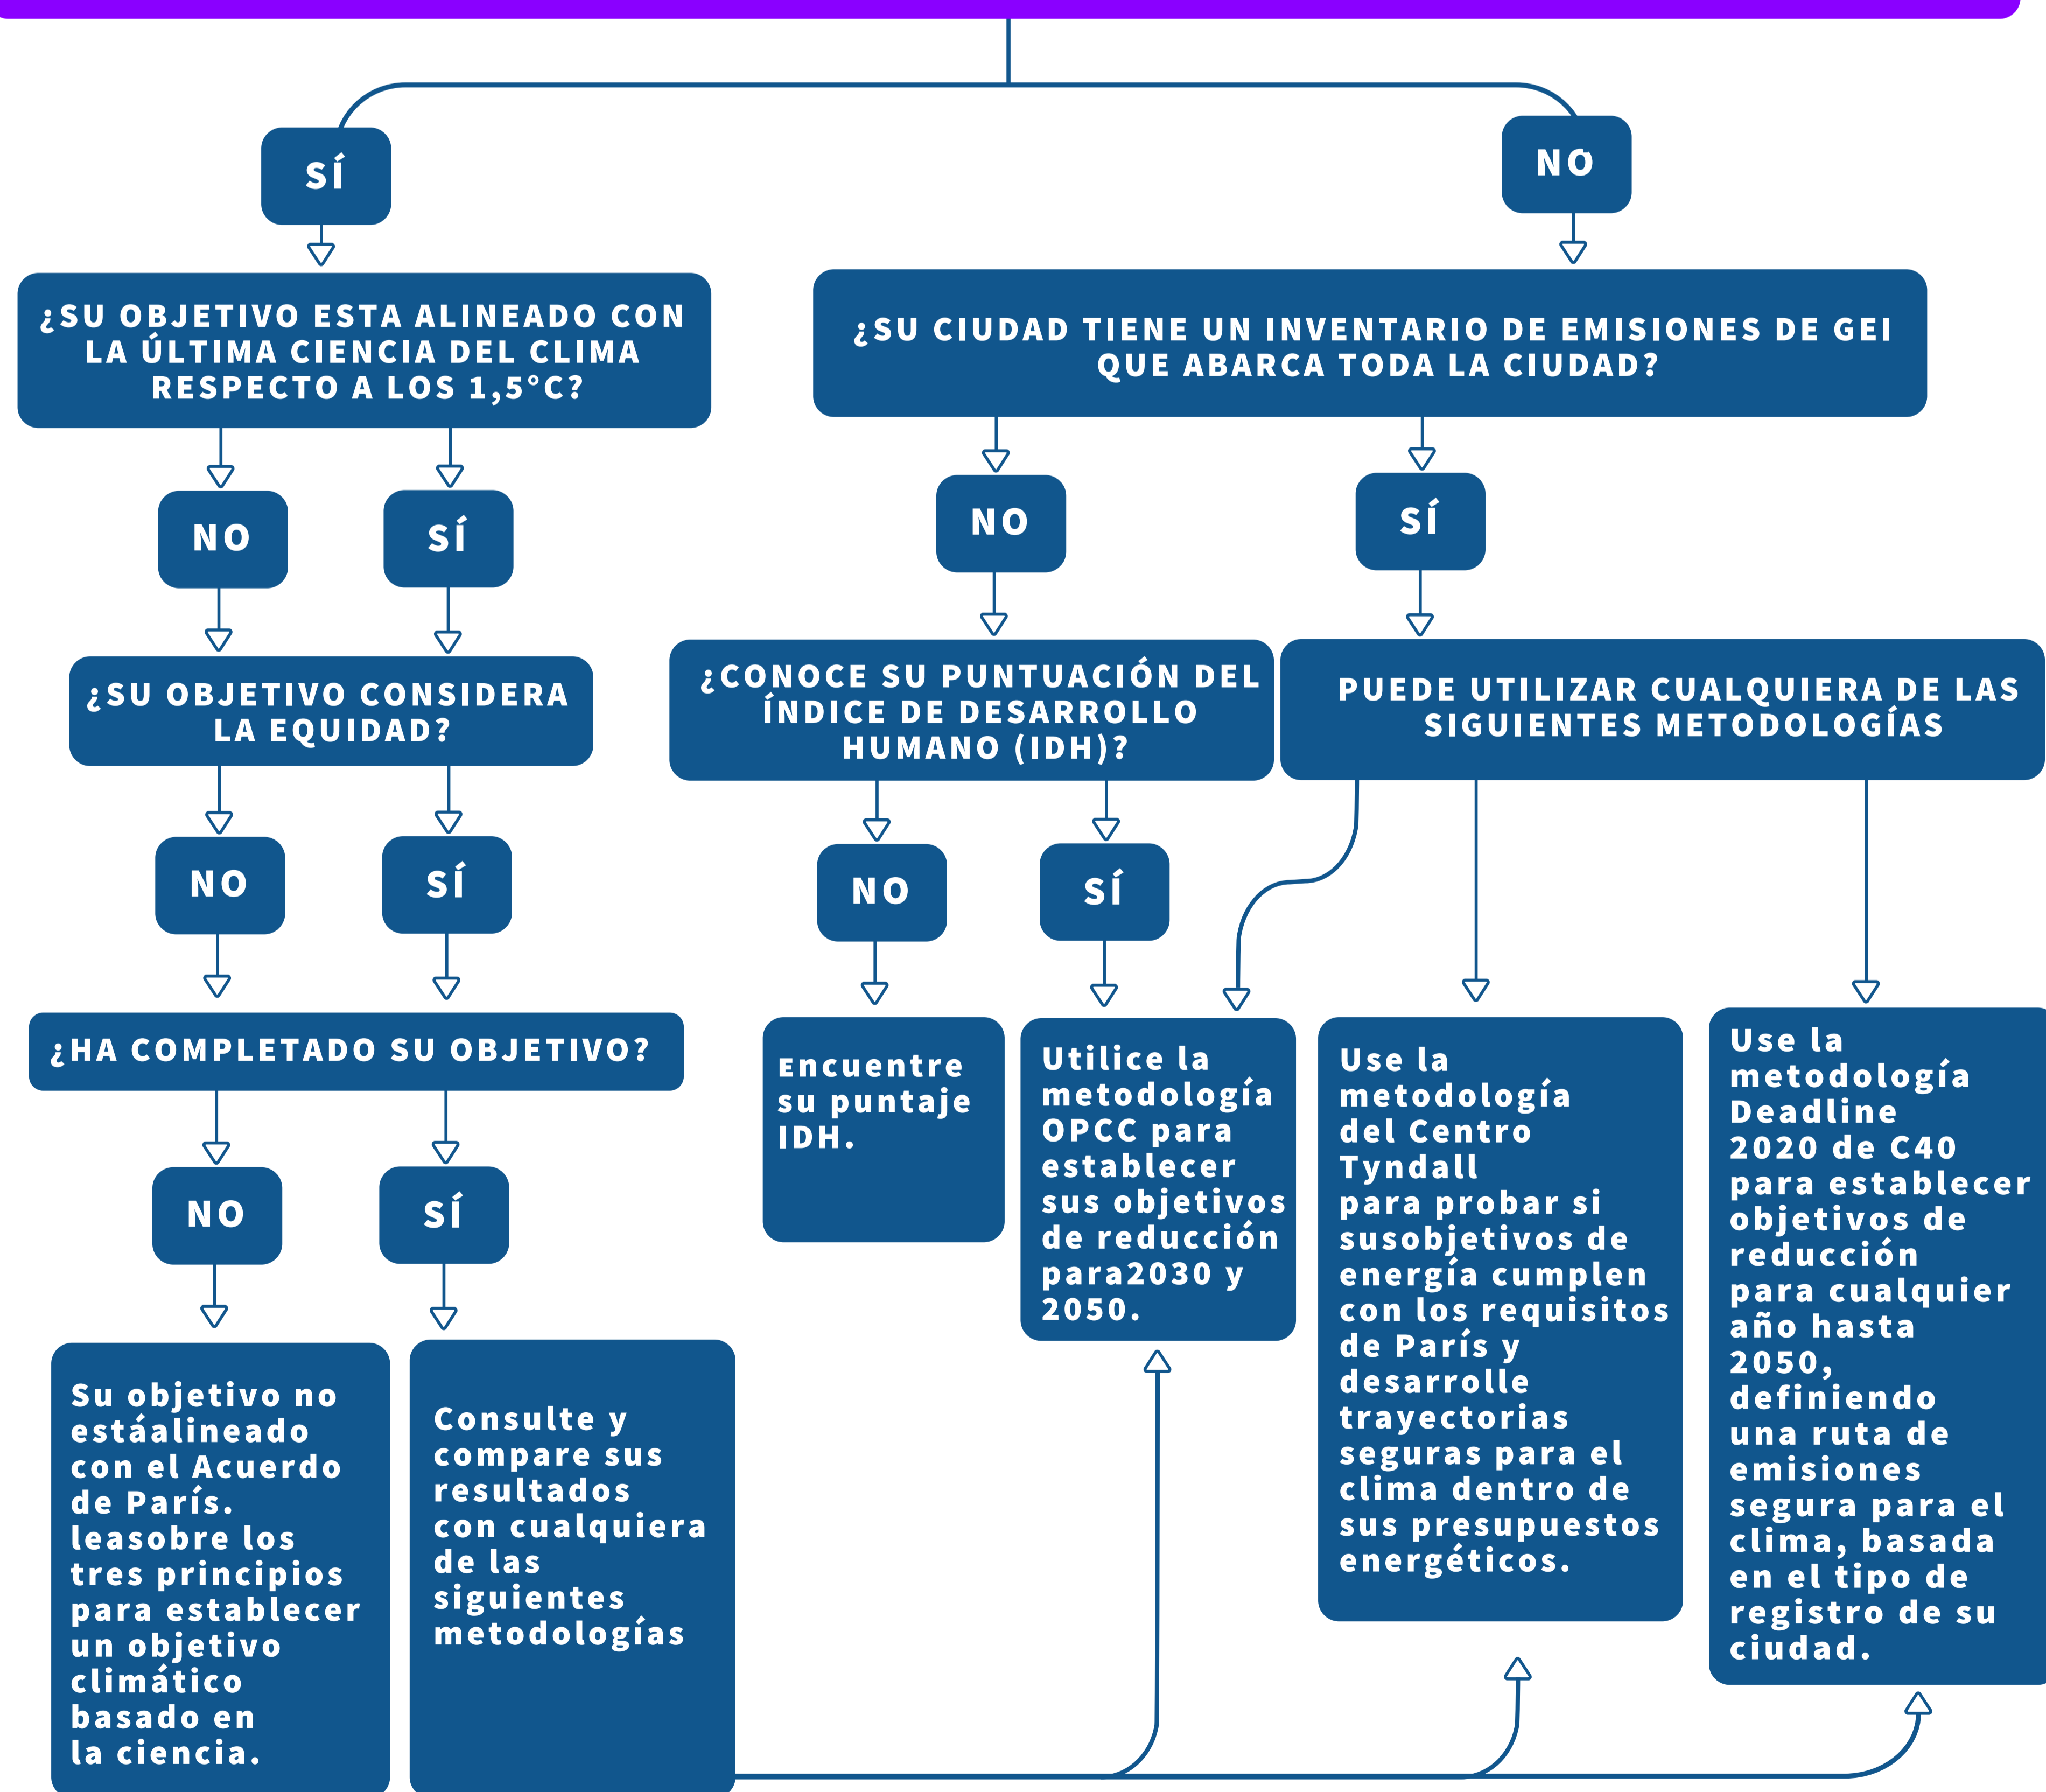 SÍ
NO
¿SU OBJETIVO ESTA ALINEADO CON
LA ÚLTIMA CIENCIA DEL CLIMA
RESPECTO A LOS 1,5°C?
¿SU CIUDAD TIENE UN INVENTARIO DE EMISIONES DE GEI
QUE ABARCA TODA LA CIUDAD?
NO
SÍ
NO
SÍ
¿SU OBJETIVO CONSIDERA
LA EQUIDAD?
¿CONOCE SU PUNTUACIÓN DEL
ÍNDICE DE DESARROLLO
HUMANO (IDH)?
PUEDE UTILIZAR CUALQUIERA DE LAS
SIGUIENTES METODOLOGÍAS
NO
SÍ
NO
SÍ
¿HA COMPLETADO SU OBJETIVO?
NO
SÍ
Su objetivo no
estáalineado
con el Acuerdo
de París.
leasobre los
tres principios
para establecer
un objetivo
climático
basado en
la ciencia.
Consulte y
compare sus
resultados
con cualquiera
de las
siguientes
metodologías
Encuentre
su puntaje
IDH.
Utilice la
metodología
OPCC para
establecer
sus objetivos
de reducción
para2030 y
2050.
Use la
metodología
del Centro
Tyndall
para probar si
susobjetivos de
energía cumplen
con los requisitos
de París y
desarrolle
trayectorias
seguras para el
clima dentro de
sus presupuestos
energéticos.
Use la
metodología
Deadline
2020 de C40
para establecer
objetivos de
reducción
para cualquier
año hasta
2050,
definiendo
una ruta de
emisiones
segura para el
clima, basada
en el tipo de
registro de su
ciudad.